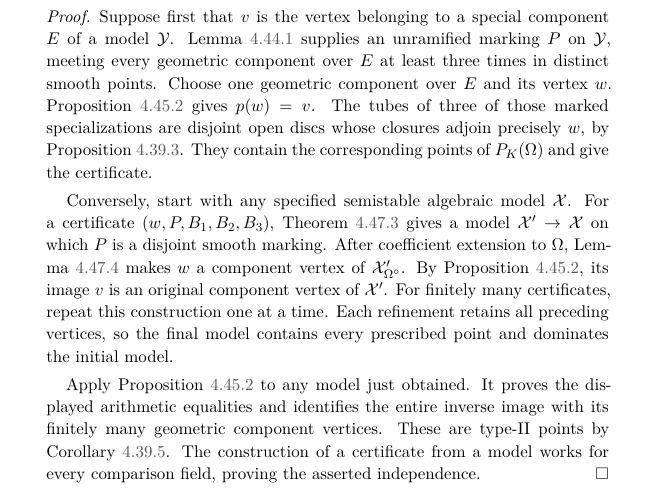 Proof. Suppose first that v is the vertex belonging to a special component
E of a model 𝒴. Lemma 4.44.1 supplies an unramified marking P on 𝒴,
meeting every geometric component over E at least three times in distinct
smooth points. Choose one geometric component over E and its vertex w.
Proposition 4.45.2 gives p(w) = v. The tubes of three of those marked
specializations are disjoint open discs whose closures adjoin precisely w, by
Proposition 4.39.3. They contain the corresponding points of P_K(Ω) and give
the certificate.
Conversely, start with any specified semistable algebraic model 𝒳. For
a certificate (w, P, B₁, B₂, B₃), Theorem 4.47.3 gives a model 𝒳′ → 𝒳 on
which P is a disjoint smooth marking. After coefficient extension to Ω, Lem-
ma 4.47.4 makes w a component vertex of 𝒳′_{Ω°}. By Proposition 4.45.2, its
image v is an original component vertex of 𝒳′. For finitely many certificates,
repeat this construction one at a time. Each refinement retains all preceding
vertices, so the final model contains every prescribed point and dominates
the initial model.
Apply Proposition 4.45.2 to any model just obtained. It proves the dis-
played arithmetic equalities and identifies the entire inverse image with its
finitely many geometric component vertices. These are type-II points by
Corollary 4.39.5. The construction of a certificate from a model works for
every comparison field, proving the asserted independence. □